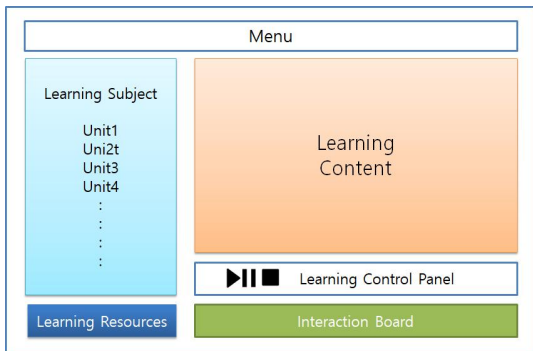 Menu
Learning Subject
Unit1
Uni2t
Unit3
Unit4
:
:
:
:
Learning
Content
Learning Control Panel
Learning Resources
Interaction Board